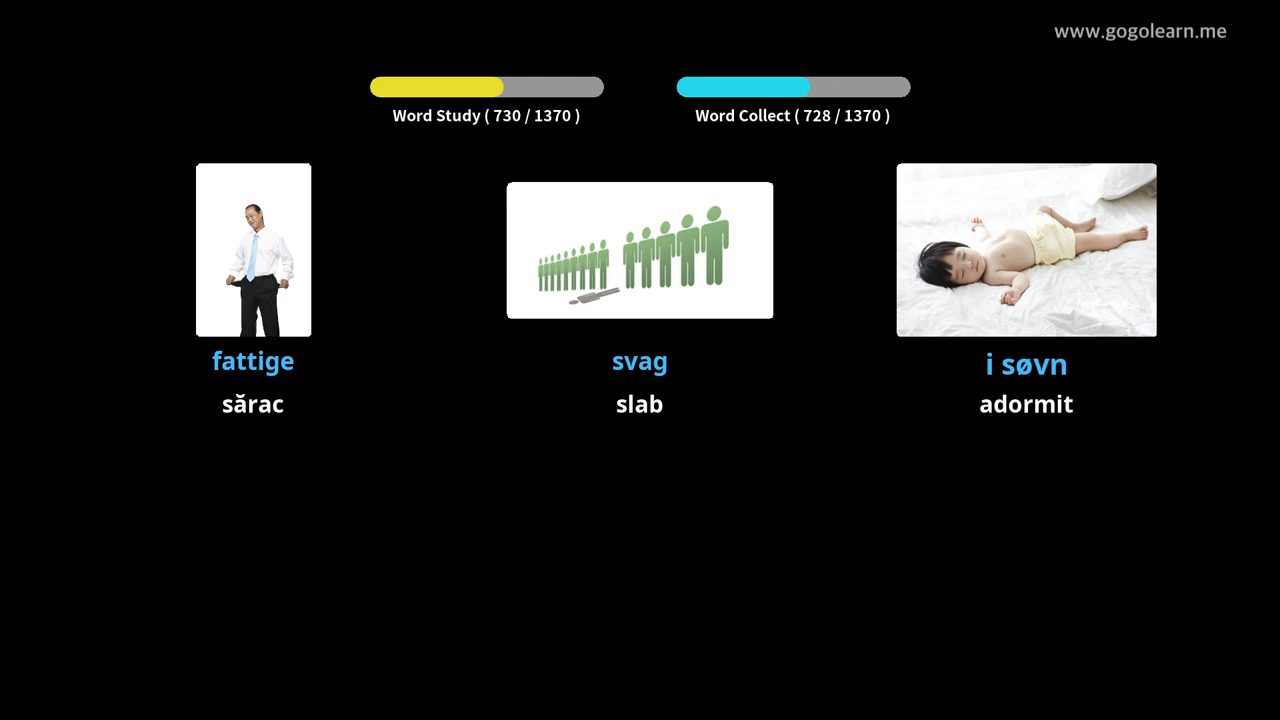 www.gogolearn.me
Word Study ( 730 / 1370 )
Word Collect ( 728 / 1370 )
fattige
svag
i søvn
sărac
slab
adormit